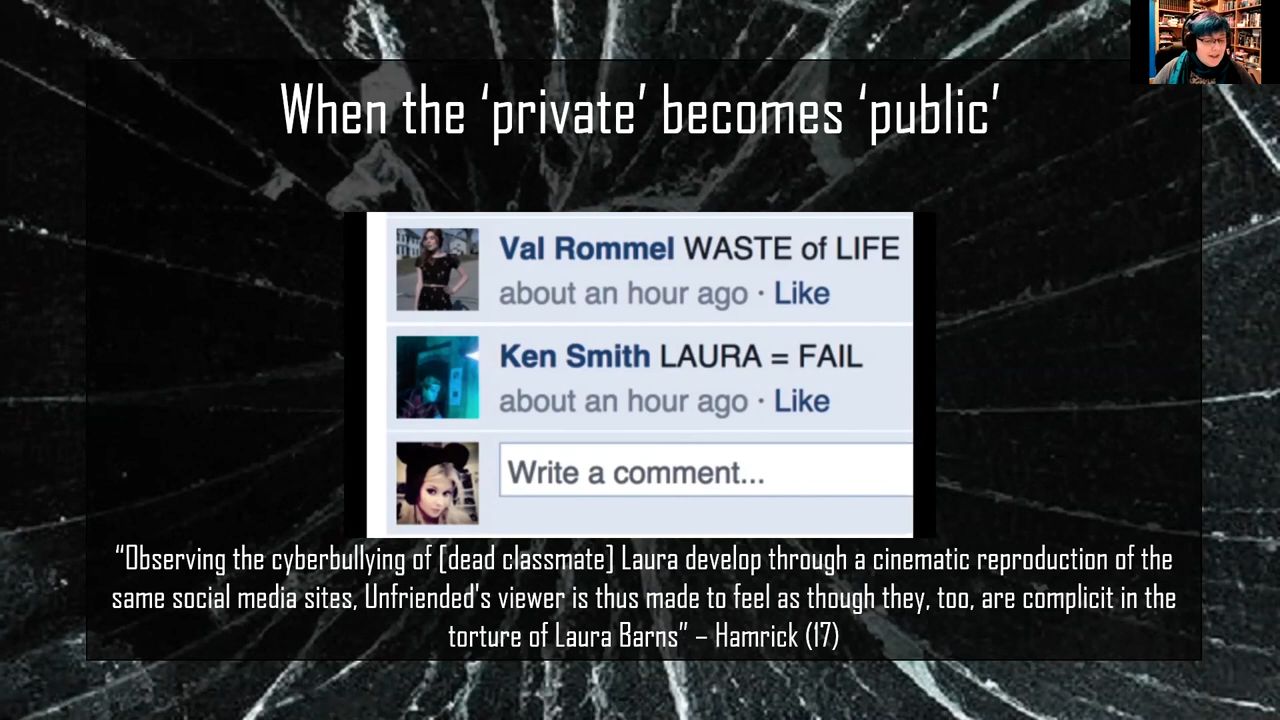 When the ‘private’ becomes ‘public’
Val Rommel WASTE of LIFE
about an hour ago · Like
Ken Smith LAURA = FAIL
about an hour ago · Like
Write a comment...
“Observing the cyberbullying of [dead classmate] Laura develop through a cinematic reproduction of the
same social media sites, Unfriended's viewer is thus made to feel as though they, too, are complicit in the
torture of Laura Barns” – Hamrick (17)